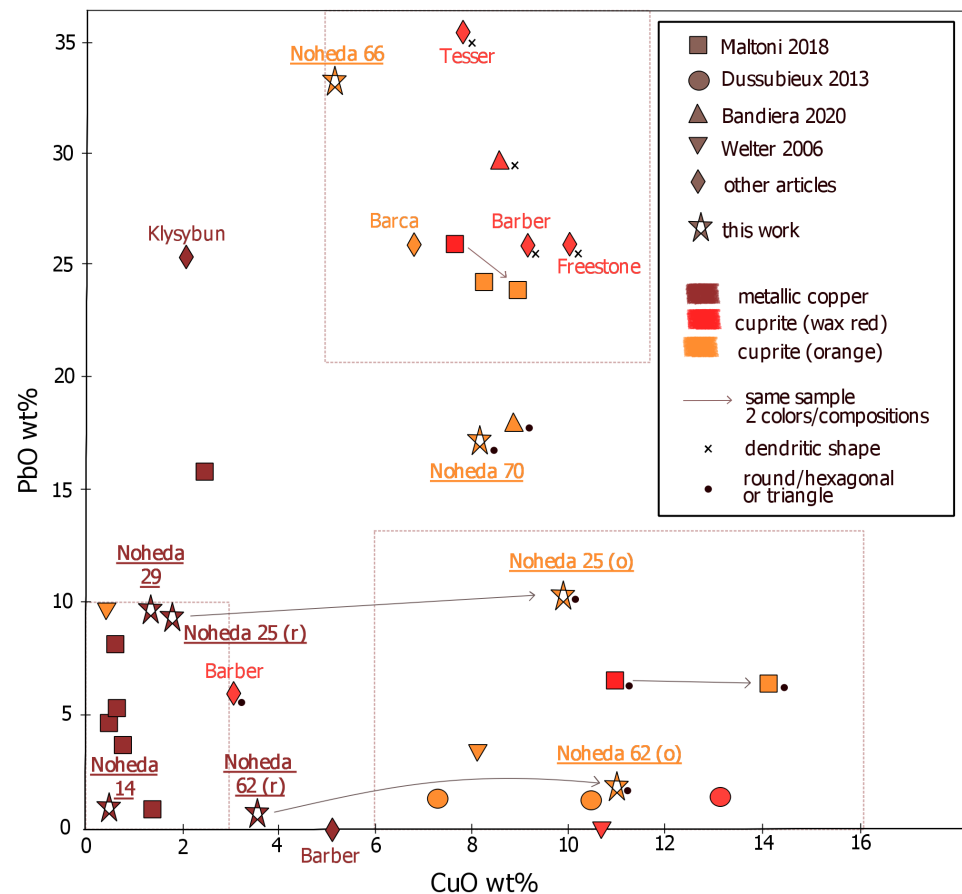 35
Noheda 66
Tesser
Maltoni 2018
Dussubieux 2013
Bandiera 2020
Welter 2006
other articles
this work
30
Klysybun
Barca
Barber
Freestone
25
metallic copper
cuprite (wax red)
cuprite (orange)
same sample
2 colors/compositions
dendritic shape
round/hexagonal
or triangle
20
PbO wt%
Noheda 70
15
Noheda
29
Noheda 25 (r)
Noheda 25 (o)
10
Barber
5
Noheda
14
Noheda
62 (r)
Noheda 62 (o)
0
Barber
0
2
4
6
8
10
12
14
16
CuO wt%